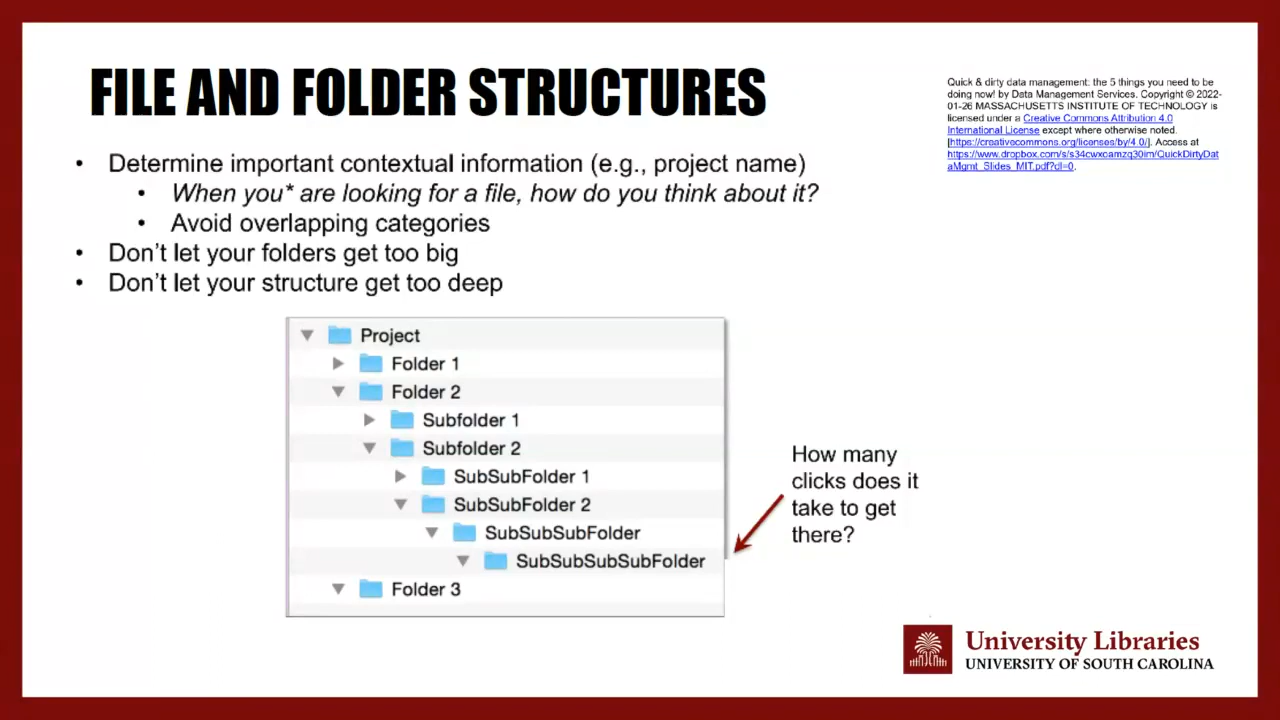 FILE AND FOLDER STRUCTURES
Quick & dirty data management: the 5 things you need to be
doing now! by Data Management Services. Copyright © 2022-
01-26 MASSACHUSETTS INSTITUTE OF TECHNOLOGY is
licensed under a Creative Commons Attribution 4.0
International License except where otherwise noted.
[https://creativecommons.org/licenses/by/4.0/]. Access at
https://www.dropbox.com/s/s34cwxoamzq30im/QuickDirtyDat
aMgmt_Slides_MIT.pdf?dl=0.
• Determine important contextual information (e.g., project name)
• When you* are looking for a file, how do you think about it?
• Avoid overlapping categories
• Don’t let your folders get too big
• Don’t let your structure get too deep
Project
Folder 1
Folder 2
Subfolder 1
Subfolder 2
SubSubFolder 1
SubSubFolder 2
SubSubSubFolder
SubSubSubSubFolder
Folder 3
How many
clicks does it
take to get
there?
University Libraries
UNIVERSITY OF SOUTH CAROLINA